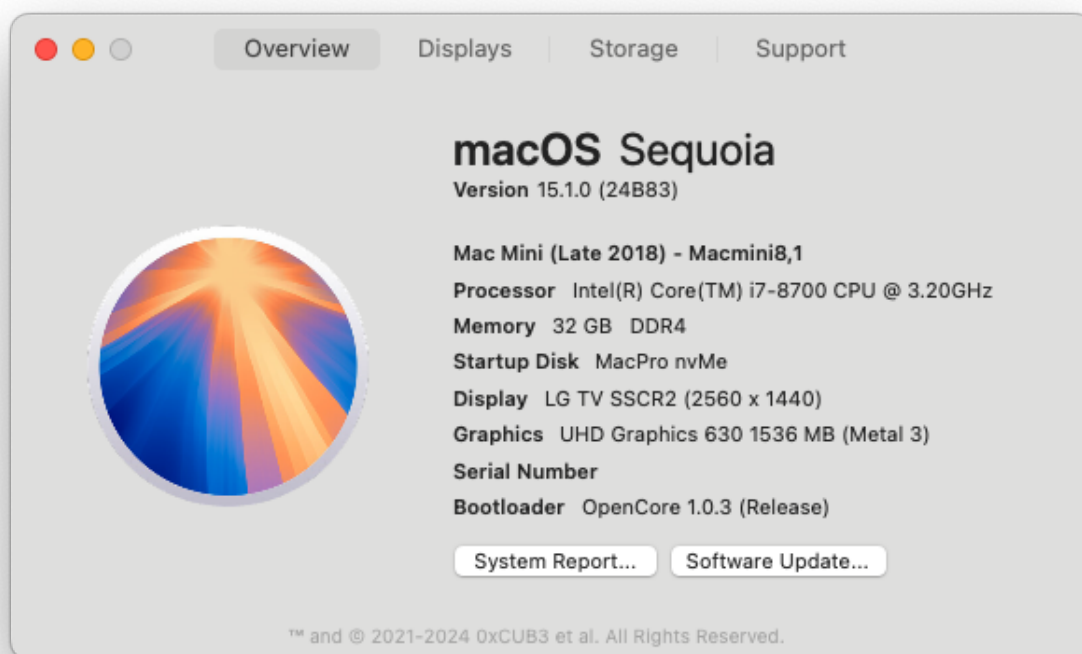 Overview Displays Storage Support
macOS Sequoia
Version 15.1.0 (24B83)
Mac Mini (Late 2018) - Macmini8,1
Processor Intel(R) Core(TM) i7-8700 CPU @ 3.20GHz
Memory 32 GB DDR4
Startup Disk MacPro nvMe
Display LG TV SSCR2 (2560 x 1440)
Graphics UHD Graphics 630 1536 MB (Metal 3)
Serial Number
Bootloader OpenCore 1.0.3 (Release)
System Report... Software Update...
™ and © 2021-2024 0xCUB3 et al. All Rights Reserved.